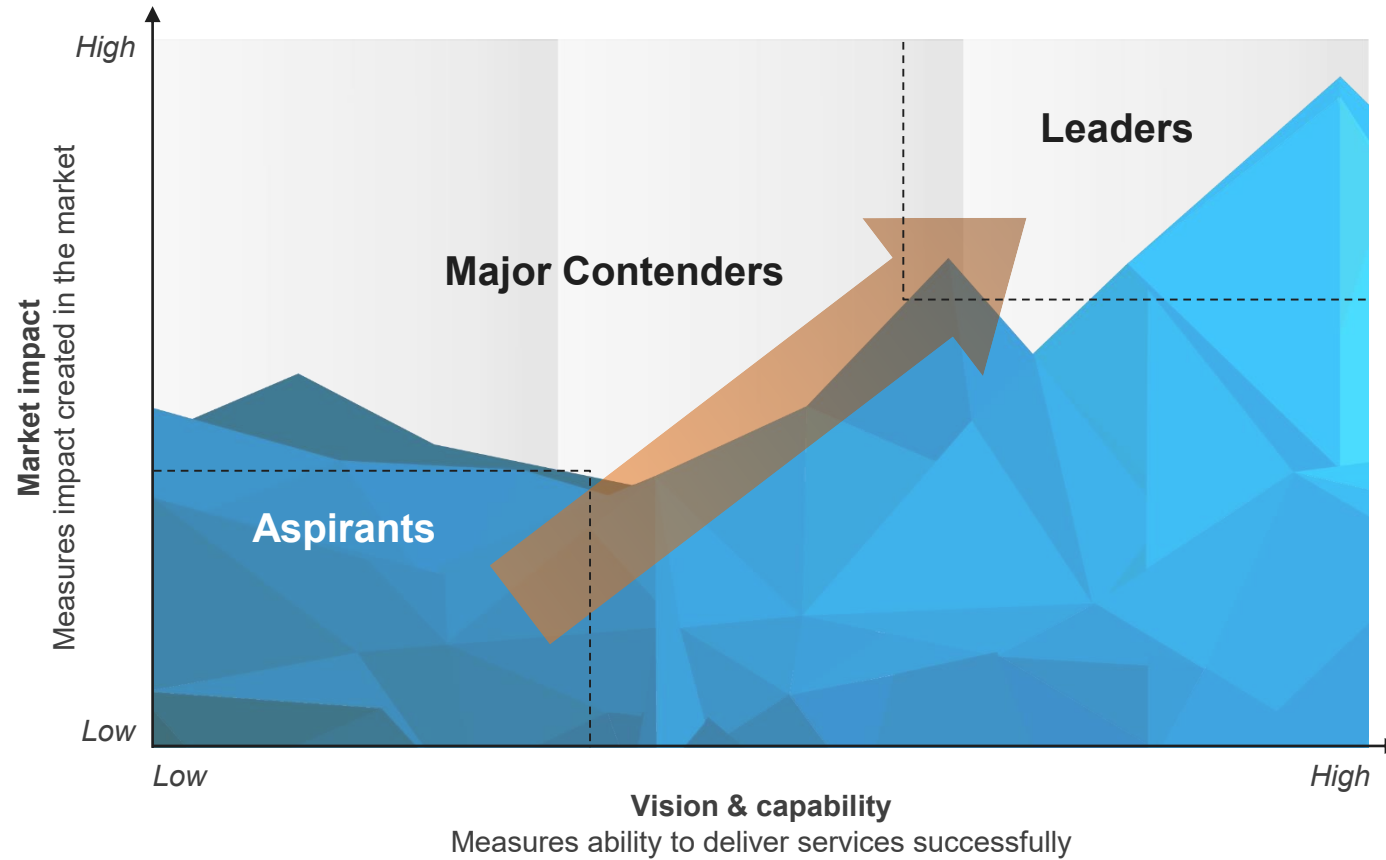 High
Leaders
Major Contenders
Market impact
Measures impact created in the market
Aspirants
Low
Low
High
Vision & capability
Measures ability to deliver services successfully